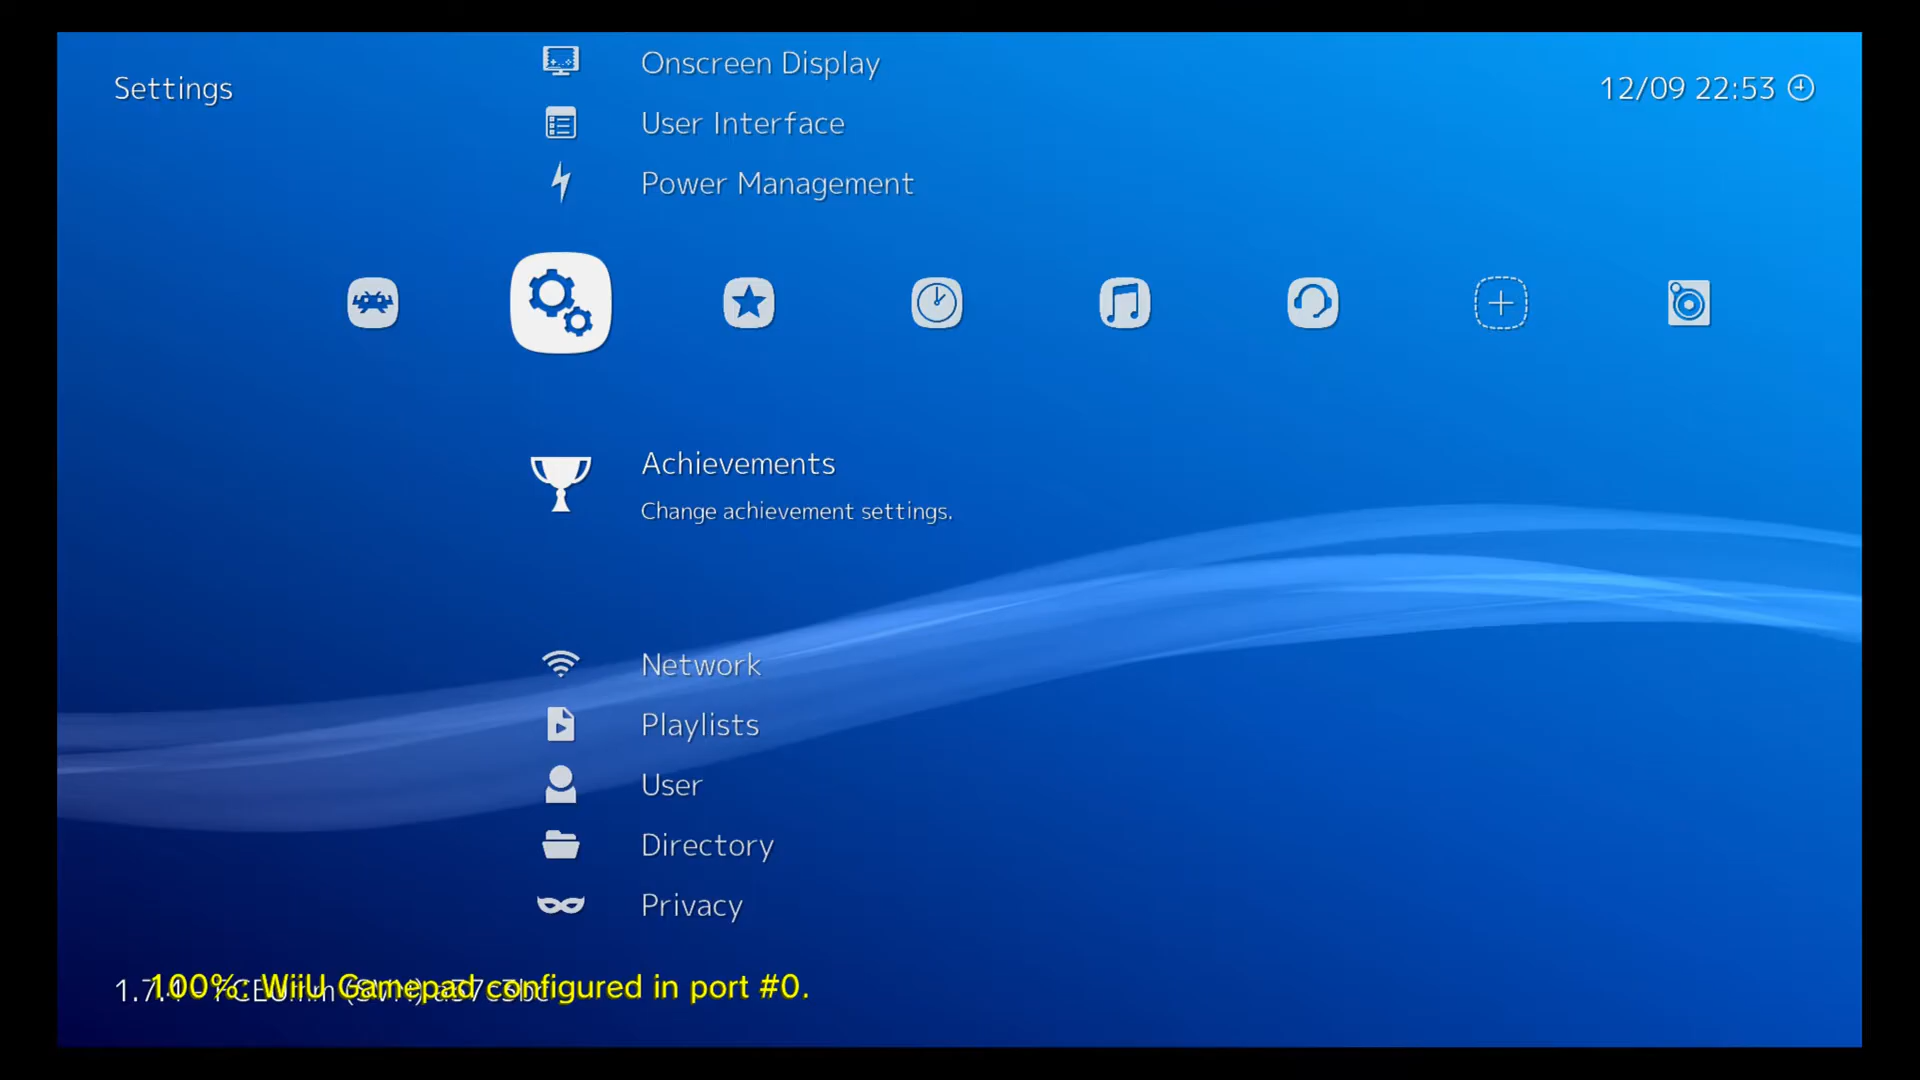 Onscreen Display
Settings
12/09 22:53
User Interface
Power Management
Achievements
Change achievement settings.
Network
Playlists
User
Directory
Privacy
100%: WiiU Gamepad configured in port #0.